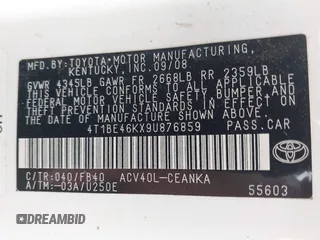 MFD.BY:TOYOTA MOTOR MANUFACTURING,
KENTUCKY, INC. 09/08
GVWR 4345LB GAWR FR 2668LB RR 2359LB
THIS VEHICLE CONFORMS TO ALL APPLICABLE
FEDERAL MOTOR VEHICLE SAFETY, BUMPER, AND
THEFT PREVENTION STANDARDS IN EFFECT ON
THE DATE OF MANUFACTURE SHOWN ABOVE.
4T1BE46KX9U876859 PASS.CAR
C/TR:040/FB40 ACV40L-CEANKA
A/TM:-03A/U250E
TOYOTA
55603
DREAMBID